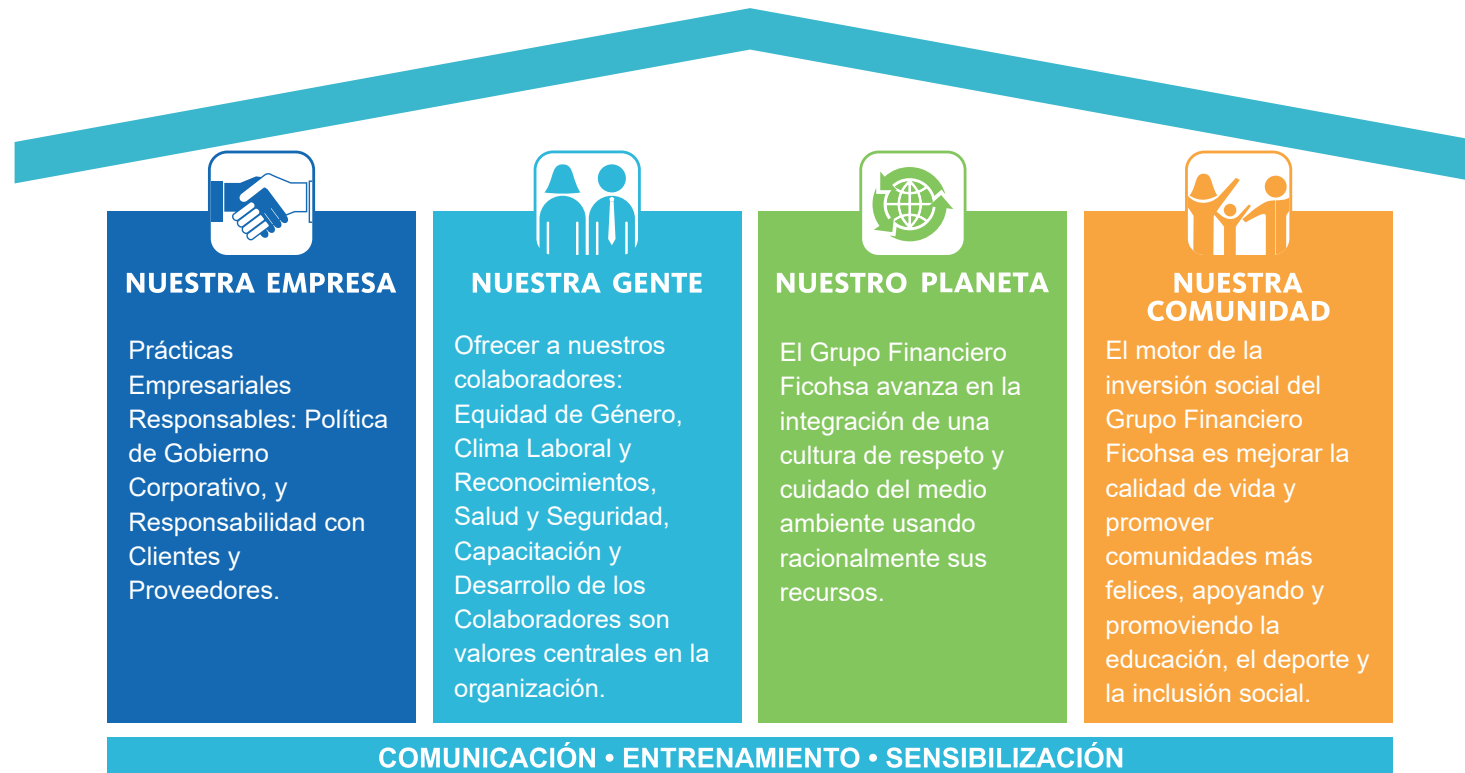 NUESTRA EMPRESA
Prácticas
Empresariales
Responsables: Política
de Gobierno
Corporativo, y
Responsabilidad con
Clientes y
Proveedores.
NUESTRA GENTE
Ofrecer a nuestros
colaboradores:
Equidad de Género,
Clima Laboral y
Reconocimientos,
Salud y Seguridad,
Capacitación y
Desarrollo de los
Colaboradores son
valores centrales en la
organización.
NUESTRO PLANETA
El Grupo Financiero
Ficohsa avanza en la
integración de una
cultura de respeto y
cuidado del medio
ambiente usando
racionalmente sus
recursos.
NUESTRA
COMUNIDAD
El motor de la
inversión social del
Grupo Financiero
Ficohsa es mejorar la
calidad de vida y
promover
comunidades más
felices, apoyando y
promoviendo la
educación, el deporte y
la inclusión social.
COMUNICACIÓN • ENTRENAMIENTO • SENSIBILIZACIÓN